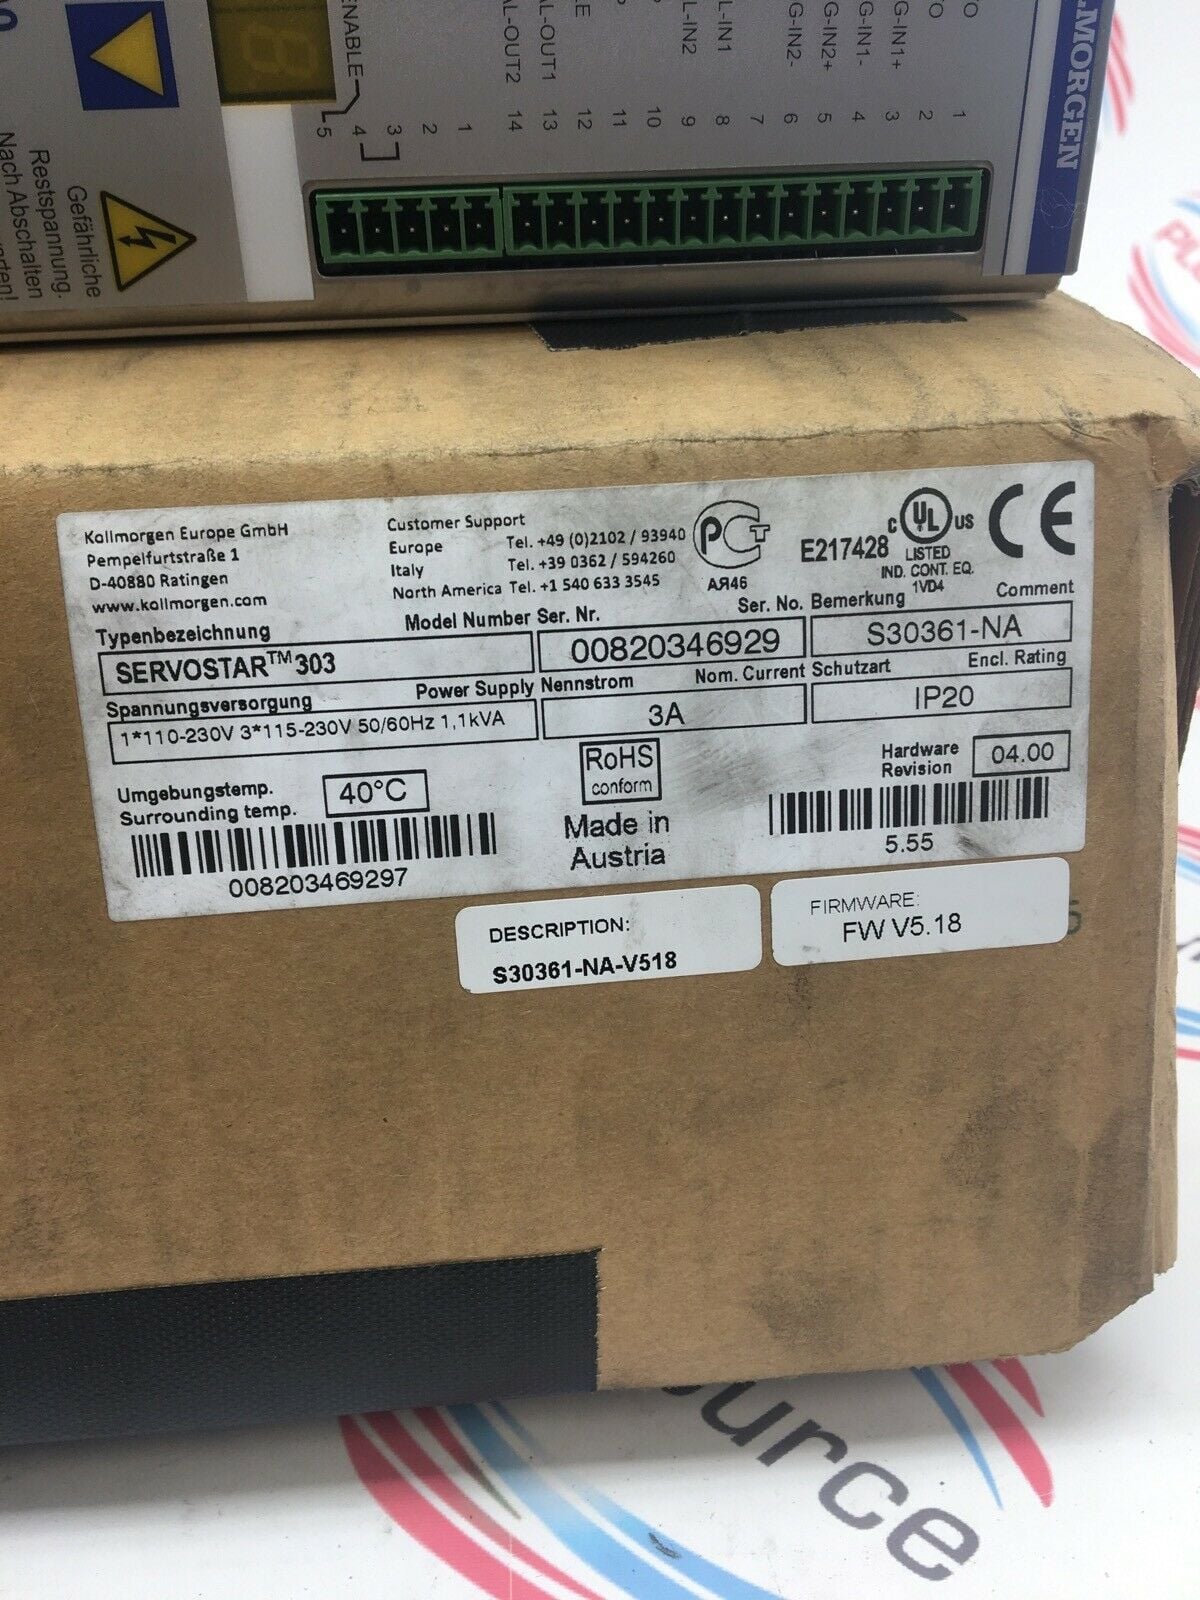 LMORGEN
ENABLE
AL-OUT2
AL-OUT1
L-IN2
L-IN1
G-IN2-
G-IN2+
G-IN1-
G-IN1+
5 4 3 2 1 14 13 12 11 10 9 8 7 6 5 4 3 2 1
Gefährliche
Restspannung.
Nach Abschalten
Kollmorgen Europe GmbH
Pempelfurtstraße 1
D-40880 Ratingen
www.kollmorgen.com
Customer Support
Europe Tel. +49 (0)2102 / 93940
Italy Tel. +39 0362 / 594260
North America Tel. +1 540 633 3545
АЯ46
E217428
C UL US
LISTED
IND. CONT. EQ.
1VD4
CE
Typenbezeichnung Model Number Ser. Nr. Ser. No. Bemerkung Comment
SERVOSTAR™303 00820346929 S30361-NA
Spannungsversorgung Power Supply Nennstrom Nom. Current Schutzart Encl. Rating
1*110-230V 3*115-230V 50/60Hz 1,1kVA 3A IP20
Umgebungstemp.
Surrounding temp. 40°C
RoHS
conform
Hardware
Revision 04.00
Made in
Austria
008203469297
5.55
DESCRIPTION:
S30361-NA-V518
FIRMWARE:
FW V5.18
urce